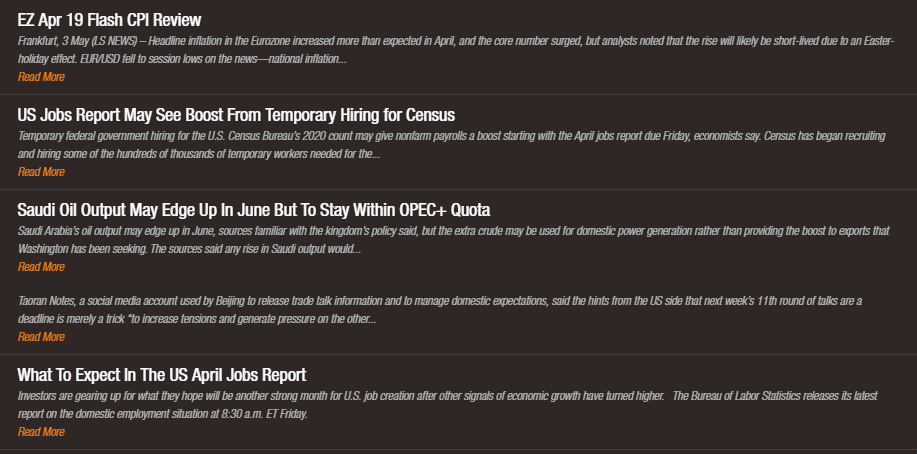 EZ Apr 19 Flash CPI Review
Frankfurt, 3 May (LS NEWS) – Headline inflation in the Eurozone increased more than expected in April, and the core number surged, but analysts noted that the rise will likely be short-lived due to an Easter-
holiday effect. EUR/USD fell to session lows on the news—national inflation...
Read More
US Jobs Report May See Boost From Temporary Hiring for Census
Temporary federal government hiring for the U.S. Census Bureau's 2020 count may give nonfarm payrolls a boost starting with the April jobs report due Friday, economists say. Census has began recruiting
and hiring some of the hundreds of thousands of temporary workers needed for the...
Read More
Saudi Oil Output May Edge Up In June But To Stay Within OPEC+ Quota
Saudi Arabia's oil output may edge up in June, sources familiar with the kingdom's policy said, but the extra crude may be used for domestic power generation rather than providing the boost to exports that
Washington has been seeking. The sources said any rise in Saudi output would...
Read More
Taoran Notes, a social media account used by Beijing to release trade talk information and to manage domestic expectations, said the hints from the US side that next week's 11th round of talks are a
deadline is merely a trick "to increase tensions and generate pressure on the other...
Read More
What To Expect In The US April Jobs Report
Investors are gearing up for what they hope will be another strong month for U.S. job creation after other signals of economic growth have turned higher. The Bureau of Labor Statistics releases its latest
report on the domestic employment situation at 8:30 a.m. ET Friday.
Read More